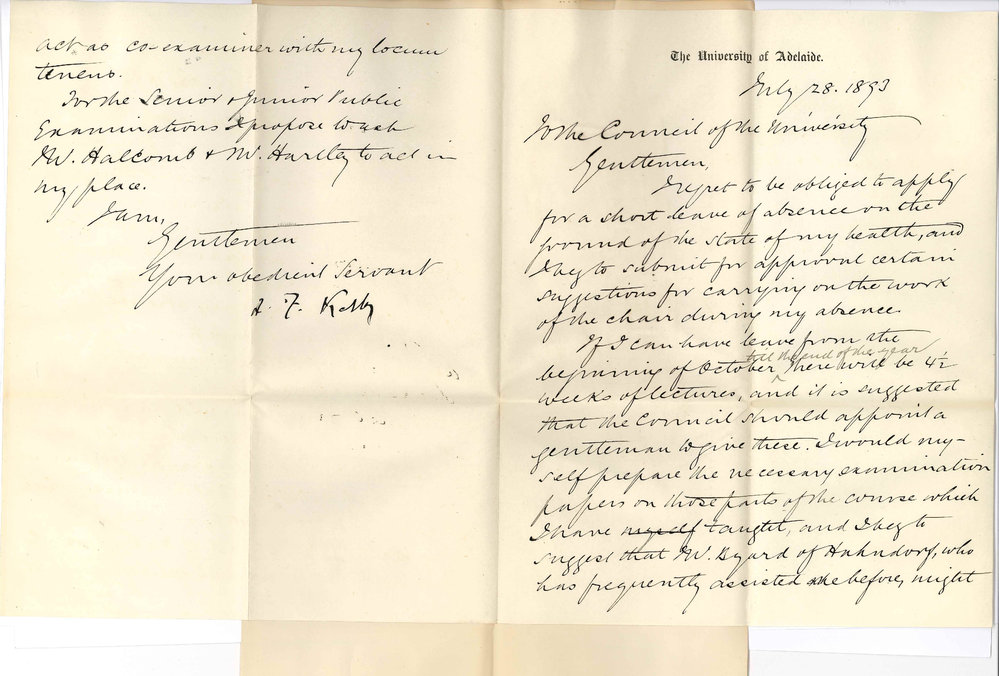 The University of Adelaide.
July 28. 1893
To the Council of the University
Gentlemen,
I regret to be obliged to apply
for a short leave of absence on the
ground of the state of my health, and
I beg to submit for approval certain
suggestions for carrying on the work
of the chair during my absence.
If I can have leave from the
till the end of the year
beginning of October, there will be 4½
weeks of lectures, and it is suggested
that the Council should appoint a
gentleman to give these. I would my-
self prepare the necessary examination
papers on those parts of the course which
I have myself taught, and I beg to
suggest that Mr. Byard of Hahndorf, who
has frequently assisted me before, might
act as co-examiner with my locum
tenens.
For the Senior & Junior Public
Examinations I propose to ask
Mr. Halcomb & Mr. Hartley to act in
my place.
I am,
Gentlemen
Your obedient Servant
F.